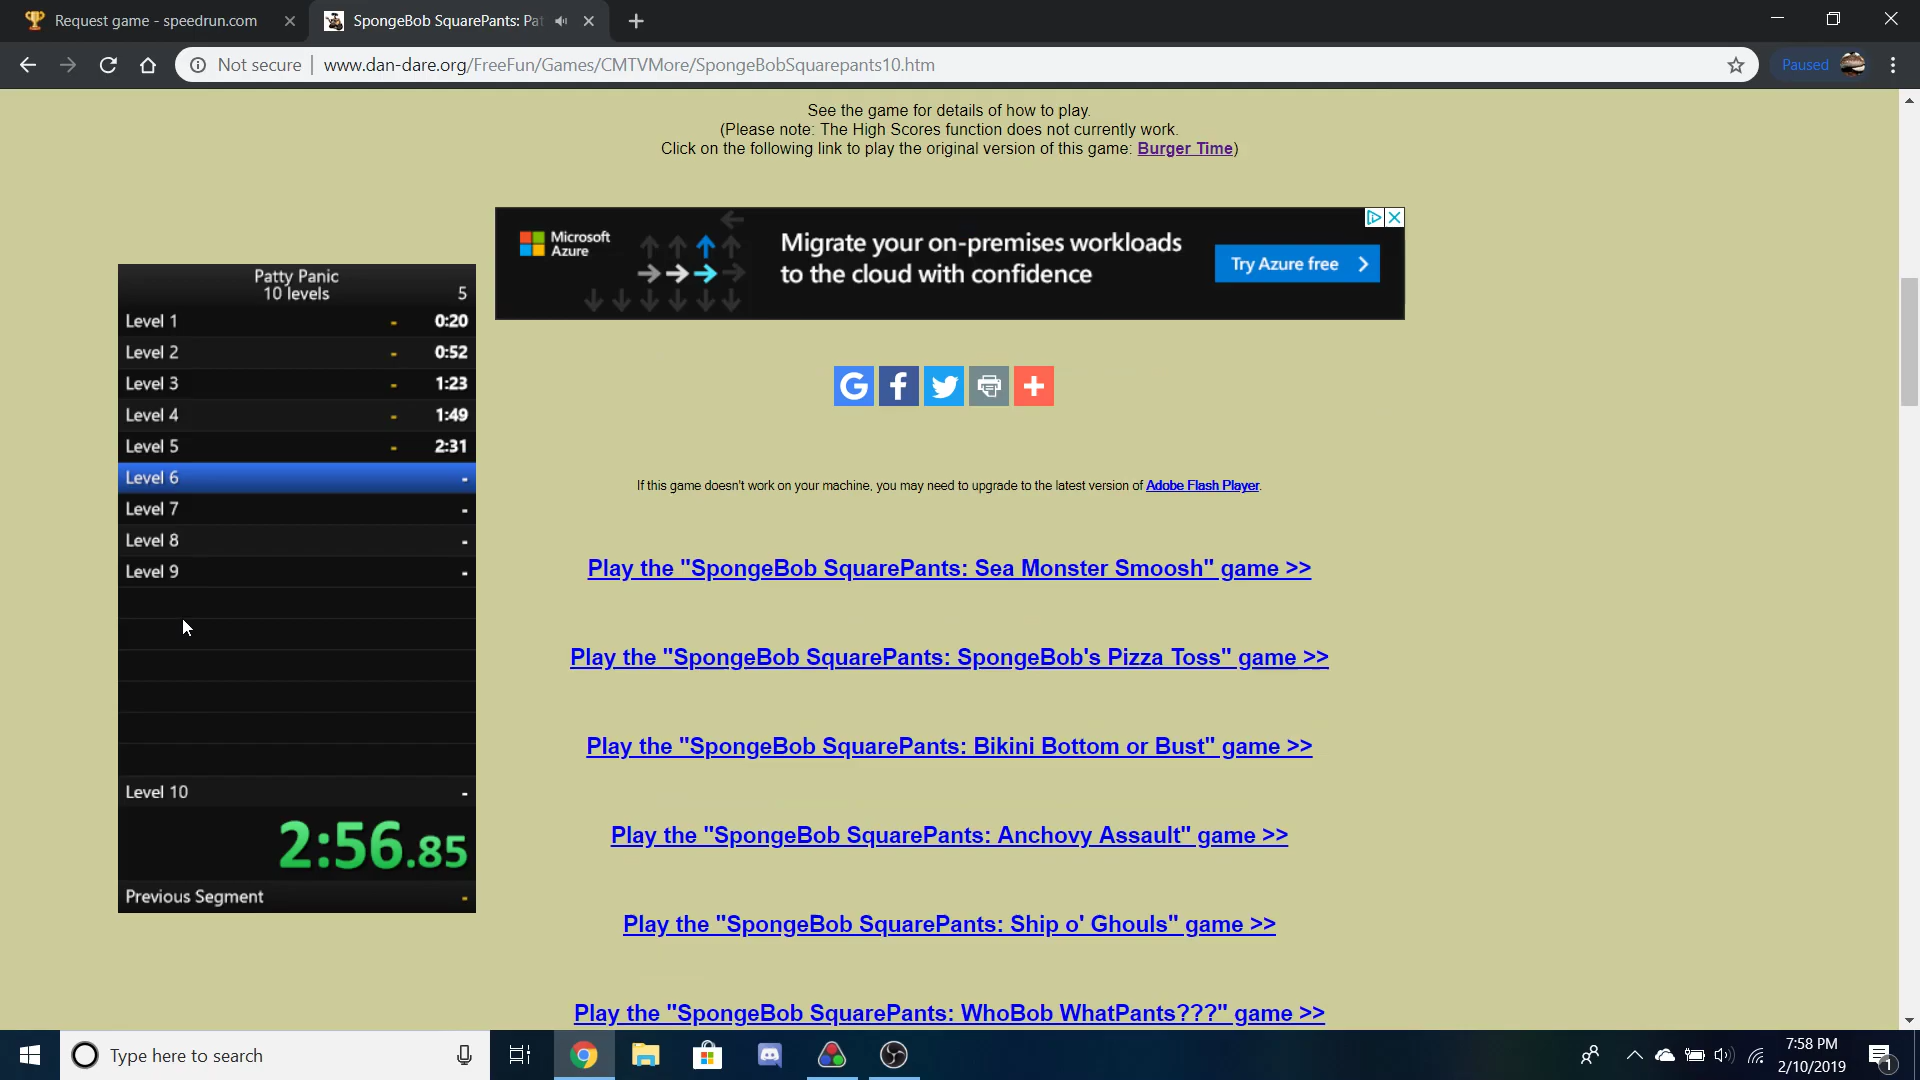 Request game - speedrun.com
SpongeBob SquarePants: Pat
Not secure
www.dan-dare.org/FreeFun/Games/CMTVMore/SpongeBobSquarepants10.htm
Paused
See the game for details of how to play.
(Please note: The High Scores function does not currently work.
Click on the following link to play the original version of this game: Burger Time)
Microsoft
Azure
Migrate your on-premises workloads
to the cloud with confidence
Try Azure free
Patty Panic
10 levels 5
Level 1 - 0:20
Level 2 - 0:52
Level 3 - 1:23
Level 4 - 1:49
Level 5 - 2:31
Level 6 -
Level 7 -
Level 8 -
Level 9 -
Level 10 -
2:56.85
Previous Segment -
If this game doesn't work on your machine, you may need to upgrade to the latest version of Adobe Flash Player.
Play the "SpongeBob SquarePants: Sea Monster Smoosh" game >>
Play the "SpongeBob SquarePants: SpongeBob's Pizza Toss" game >>
Play the "SpongeBob SquarePants: Bikini Bottom or Bust" game >>
Play the "SpongeBob SquarePants: Anchovy Assault" game >>
Play the "SpongeBob SquarePants: Ship o' Ghouls" game >>
Play the "SpongeBob SquarePants: WhoBob WhatPants???" game >>
Type here to search
7:58 PM
2/10/2019
1